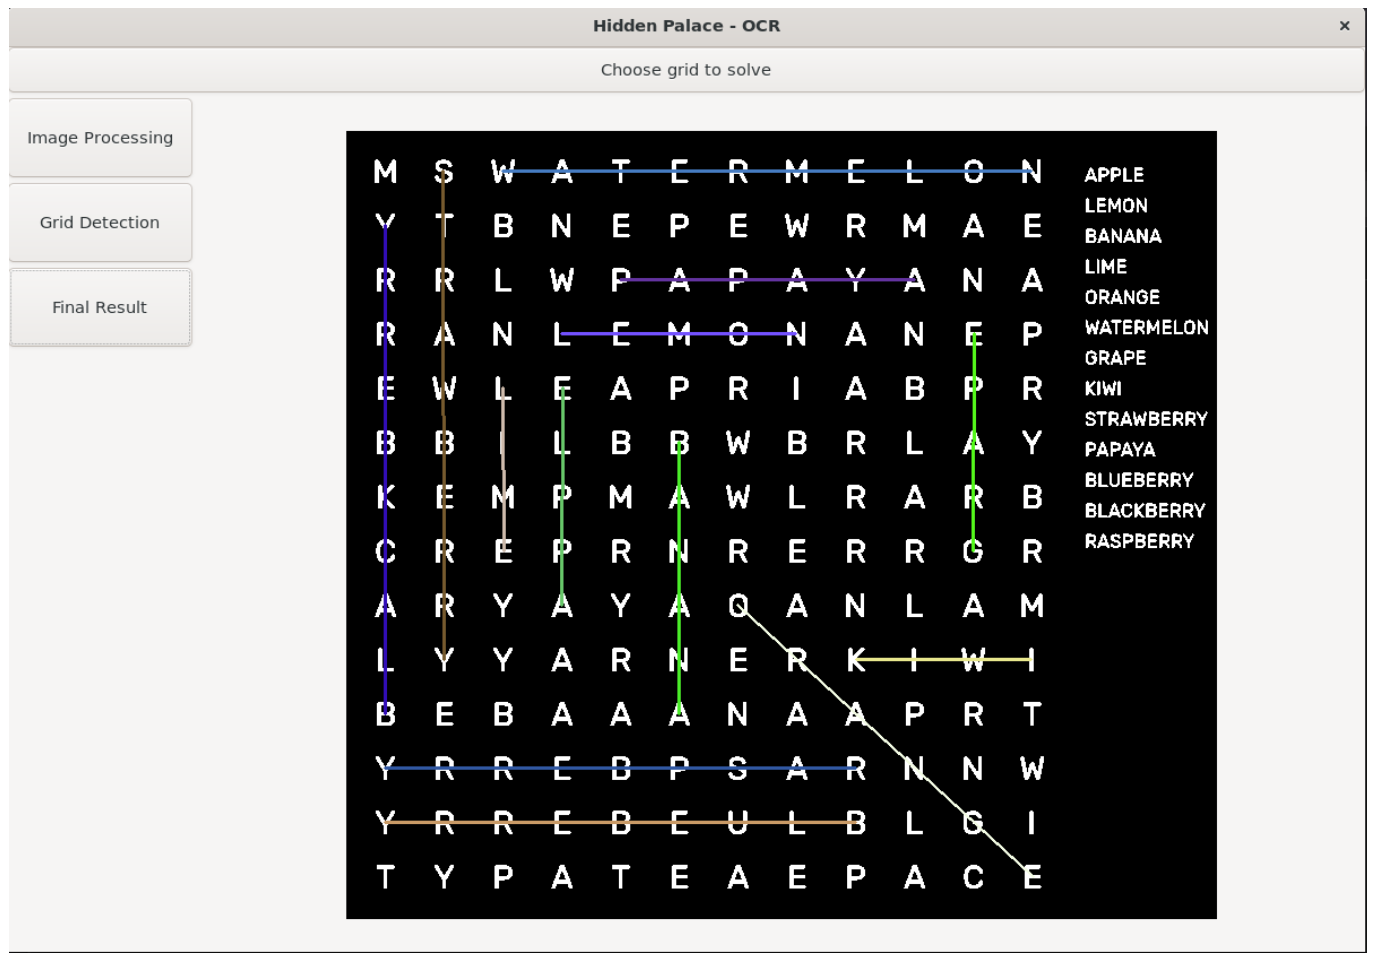 Hidden Palace - OCR
×
Choose grid to solve
Image Processing
Grid Detection
Final Result
M S W A T E R M E L O N
Y T B N E P E W R M A E
R R L W P A P A Y A N A
R A N L E M O N A N E P
E W L E A P R I A B P R
B B I L B B W B R L A Y
K E M P M A W L R A R B
C R E P R N R E R R G R
A R Y A Y A O A N L A M
L Y Y A R N E R K I W I
B E B A A A N A A P R T
Y R R E B P S A R N N W
Y R R E B E U L B L G I
T Y P A T E A E P A C E
APPLE
LEMON
BANANA
LIME
ORANGE
WATERMELON
GRAPE
KIWI
STRAWBERRY
PAPAYA
BLUEBERRY
BLACKBERRY
RASPBERRY